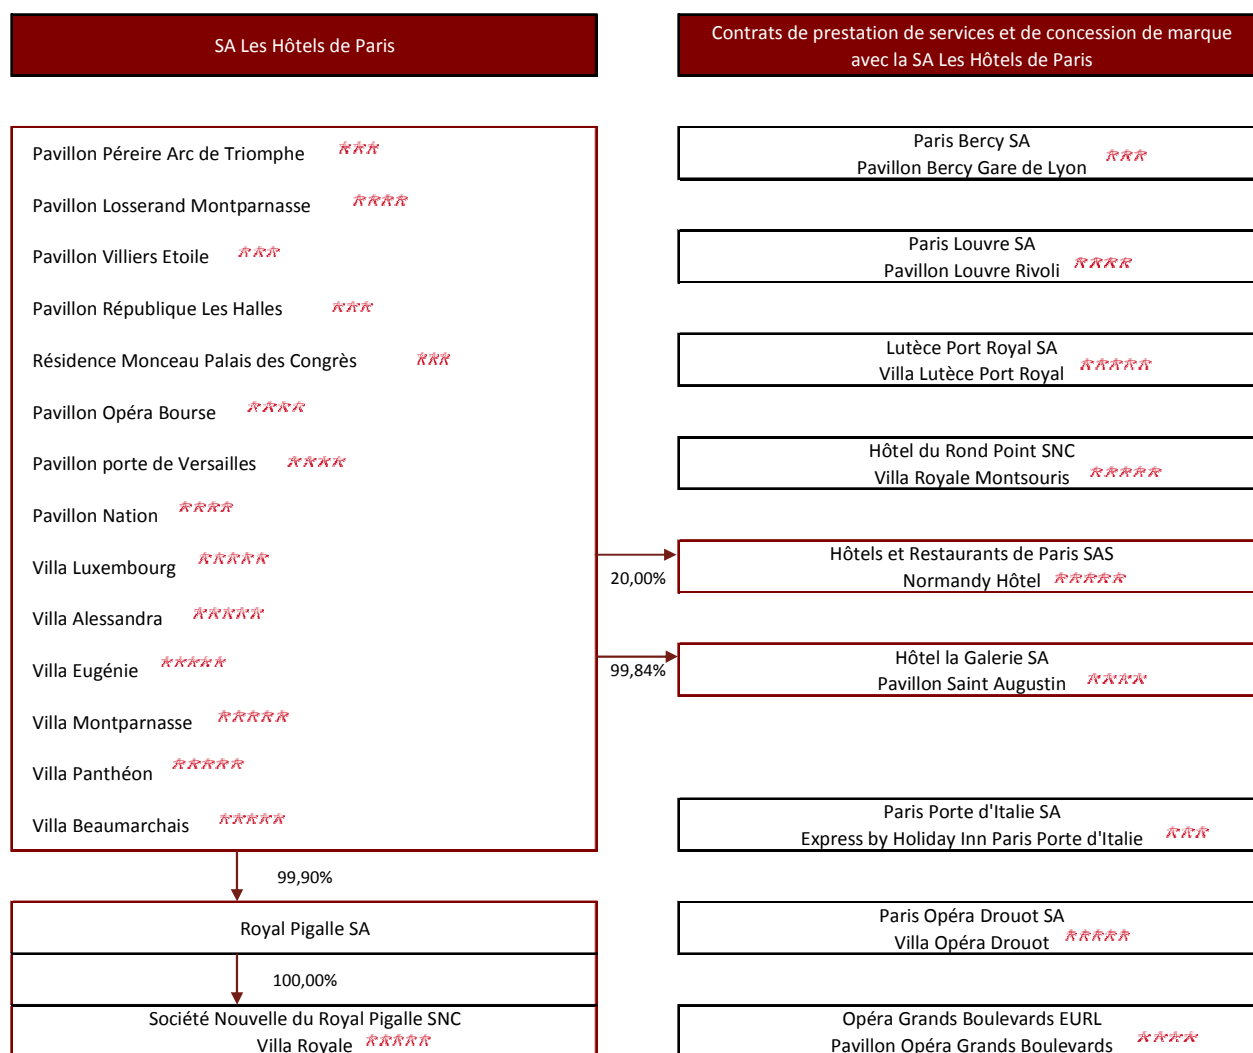 SA Les Hôtels de Paris
Contrats de prestation de services et de concession de marque
avec la SA Les Hôtels de Paris
Pavillon Péreire Arc de Triomphe
Pavillon Losserand Montparnasse
Pavillon Villiers Etoile
Pavillon République Les Halles
Résidence Monceau Palais des Congrès
Pavillon Opéra Bourse
Pavillon porte de Versailles
Pavillon Nation
Villa Luxembourg
Villa Alessandra
Villa Eugénie
Villa Montparnasse
Villa Panthéon
Villa Beaumarchais
99,90%
Royal Pigalle SA
100,00%
Société Nouvelle du Royal Pigalle SNC
Villa Royale
20,00%
99,84%
Paris Bercy SA
Pavillon Bercy Gare de Lyon
Paris Louvre SA
Pavillon Louvre Rivoli
Lutèce Port Royal SA
Villa Lutèce Port Royal
Hôtel du Rond Point SNC
Villa Royale Montsouris
Hôtels et Restaurants de Paris SAS
Normandy Hôtel
Hôtel la Galerie SA
Pavillon Saint Augustin
Paris Porte d'Italie SA
Express by Holiday Inn Paris Porte d'Italie
Paris Opéra Drouot SA
Villa Opéra Drouot
Opéra Grands Boulevards EURL
Pavillon Opéra Grands Boulevards